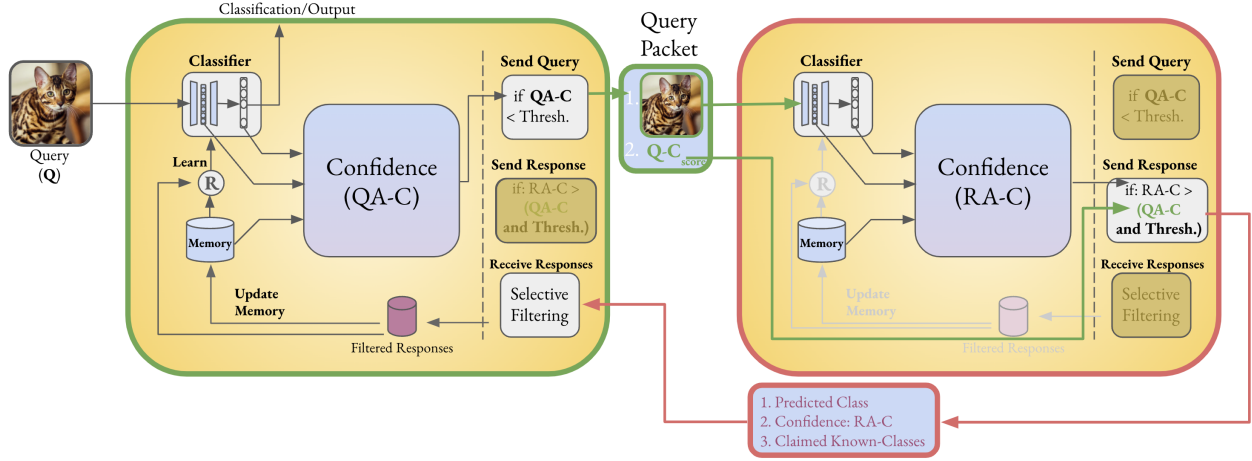 Classification/Output
Query
(Q)
Classifier
Learn
R
Memory
Update
Memory
Confidence
(QA-C)
Send Query
if QA-C
< Thresh.
Send Response
if: RA-C >
(QA-C
and Thresh.)
Receive Responses
Selective
Filtering
Filtered Responses
Query
Packet
1.
2. Q-C score
Classifier
R
Memory
Update
Memory
Confidence
(RA-C)
Send Query
if QA-C
< Thresh.
Send Response
if: RA-C >
(QA-C
and Thresh.)
Receive Responses
Selective
Filtering
Filtered Responses
1. Predicted Class
2. Confidence: RA-C
3. Claimed Known-Classes